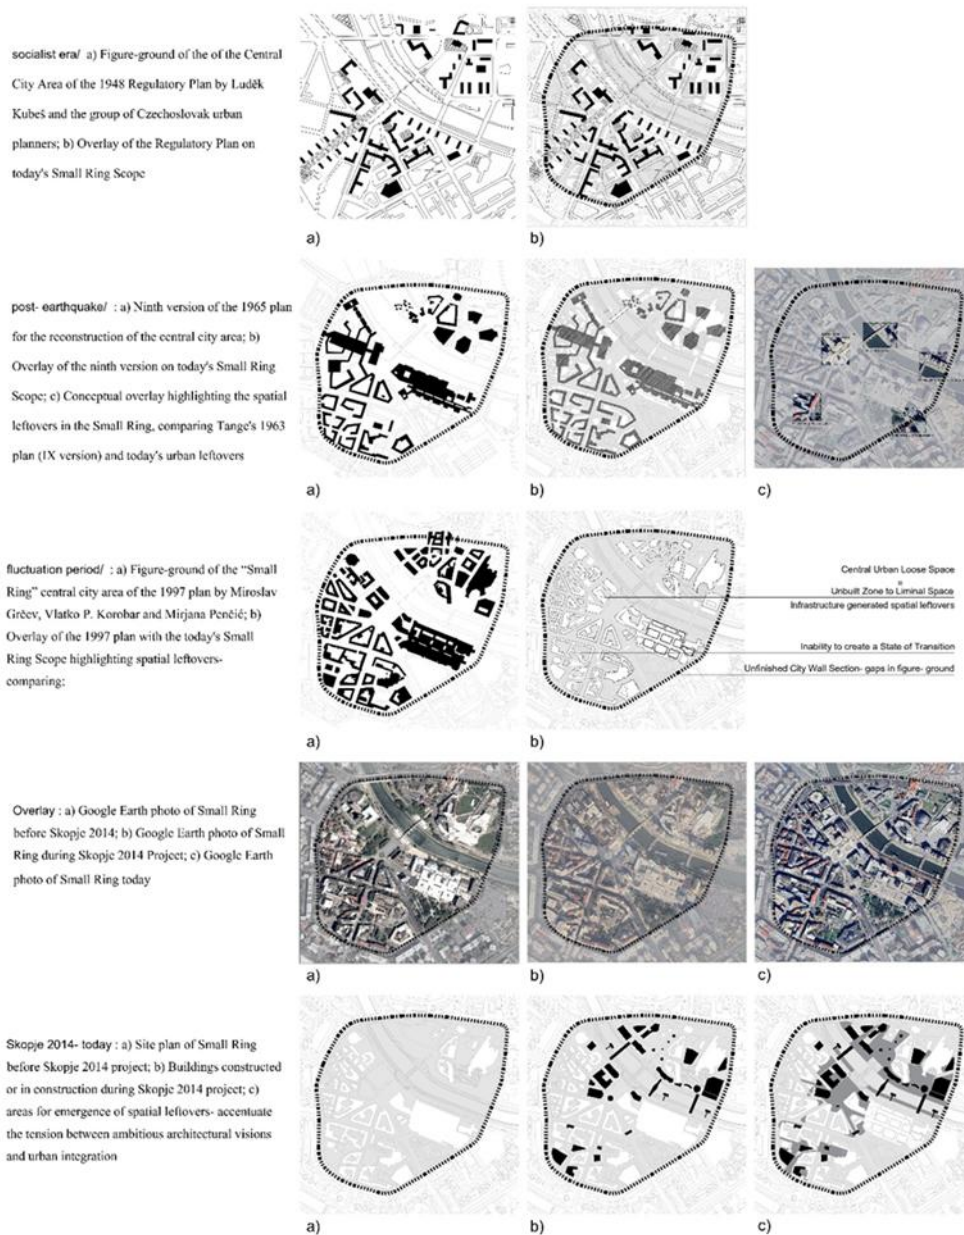 socialist era/ a) Figure-ground of the of the Central
City Area of the 1948 Regulatory Plan by Luděk
Kubeš and the group of Czechoslovak urban
planners; b) Overlay of the Regulatory Plan on
today's Small Ring Scope
a)
b)
post- earthquake/ : a) Ninth version of the 1965 plan
for the reconstruction of the central city area; b)
Overlay of the ninth version on today's Small Ring
Scope; c) Conceptual overlay highlighting the spatial
leftovers in the Small Ring, comparing Tange's 1963
plan (IX version) and today's urban leftovers
a)
b)
c)
fluctuation period/ : a) Figure-ground of the “Small
Ring” central city area of the 1997 plan by Miroslav
Grčev, Vlatko P. Korobar and Mirjana Penčić; b)
Overlay of the 1997 plan with the today's Small
Ring Scope highlighting spatial leftovers-
comparing:
Central Urban Loose Space
=
Unbuilt Zone to Liminal Space
Infrastructure generated spatial leftovers
Inability to create a State of Transition
Unfinished City Wall Section- gaps in figure- ground
a)
b)
Overlay : a) Google Earth photo of Small Ring
before Skopje 2014; b) Google Earth photo of Small
Ring during Skopje 2014 Project; c) Google Earth
photo of Small Ring today
a)
b)
c)
Skopje 2014- today : a) Site plan of Small Ring
before Skopje 2014 project; b) Buildings constructed
or in construction during Skopje 2014 project; c)
areas for emergence of spatial leftovers- accentuate
the tension between ambitious architectural visions
and urban integration
a)
b)
c)